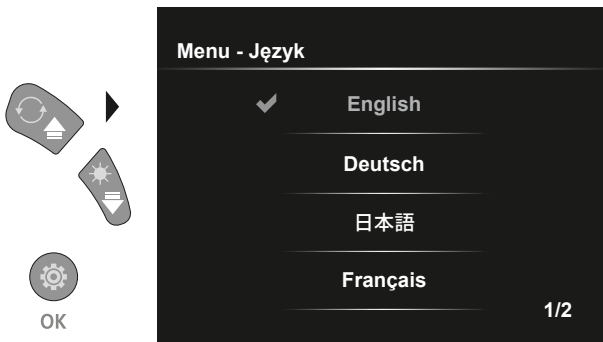 Menu - Język
English
Deutsch
日本語
Français
1/2
OK